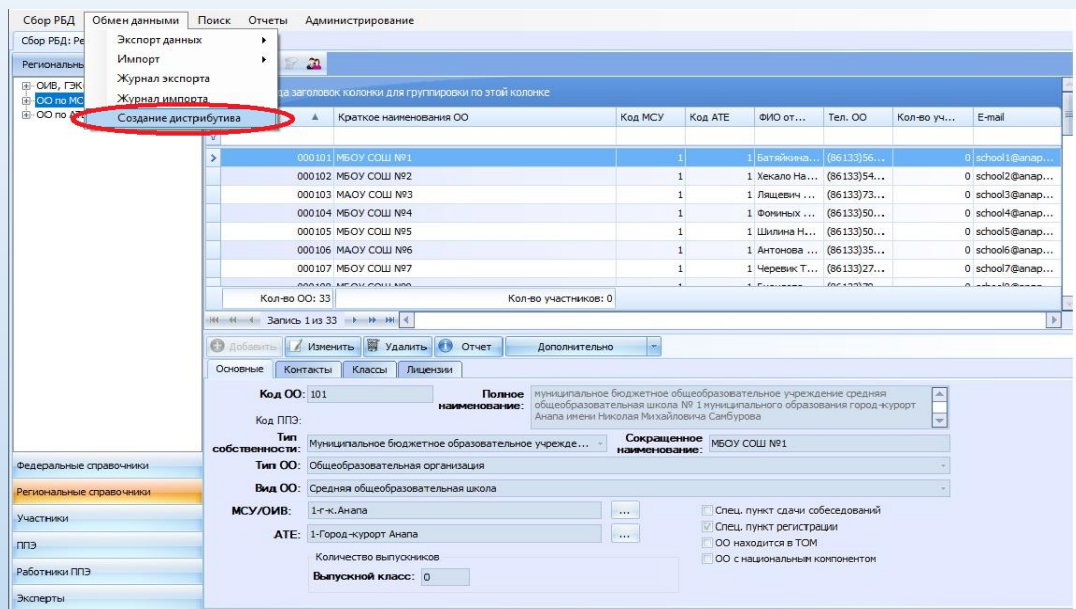 Сбор РБД Обмен данными Поиск Отчеты Администрирование
Сбор РБД: Ре
Экспорт данных
Региональнь
Импорт
ОИВ, ГЭК
Журнал экспорта
ОО по МС
Журнал импорта
да заголовок колонки для группировки по этой колонке
ОО по АТЕ
Создание дистрибутива
Краткое наименования ОО Код МСУ Код АТЕ ФИО от... Тел. ОО Кол-во уч... E-mail
000101 МБОУ СОШ №1 1 1 Батяйкина... (86133)56... 0 school1@anap...
000102 МБОУ СОШ №2 1 1 Хекало На... (86133)54... 0 school2@anap...
000103 МАОУ СОШ №3 1 1 Лящевич ... (86133)73... 0 school3@anap...
000104 МБОУ СОШ №4 1 1 Фоминых ... (86133)50... 0 school4@anap...
000105 МБОУ СОШ №5 1 1 Шилина Н... (86133)50... 0 school5@anap...
000106 МАОУ СОШ №6 1 1 Антонова ... (86133)35... 0 school6@anap...
000107 МБОУ СОШ №7 1 1 Черевик Т... (86133)27... 0 school7@anap...
Кол-во ОО: 33 Кол-во участников: 0
Запись 1 из 33
Добавить Изменить Удалить Отчет Дополнительно
Основные Контакты Классы Лицензии
Код ОО: 101
Полное наименование: муниципальное бюджетное общеобразовательное учреждение средняя
общеобразовательная школа № 1 муниципального образования город-курорт
Анапа имени Николая Михайловича Самбурова
Код ППЭ:
Тип собственности: Муниципальное бюджетное образовательное учрежде...
Сокращенное наименование: МБОУ СОШ №1
Тип ОО: Общеобразовательная организация
Вид ОО: Средняя общеобразовательная школа
МСУ/ОИВ: 1-г-к.Анапа ...
АТЕ: 1-Город-курорт Анапа ...
Спец. пункт сдачи собеседований
Спец. пункт регистрации
ОО находится в ТОМ
ОО с национальным компонентом
Количество выпускников
Выпускной класс: 0
Федеральные справочники
Региональные справочники
Участники
ППЭ
Работники ППЭ
Эксперты